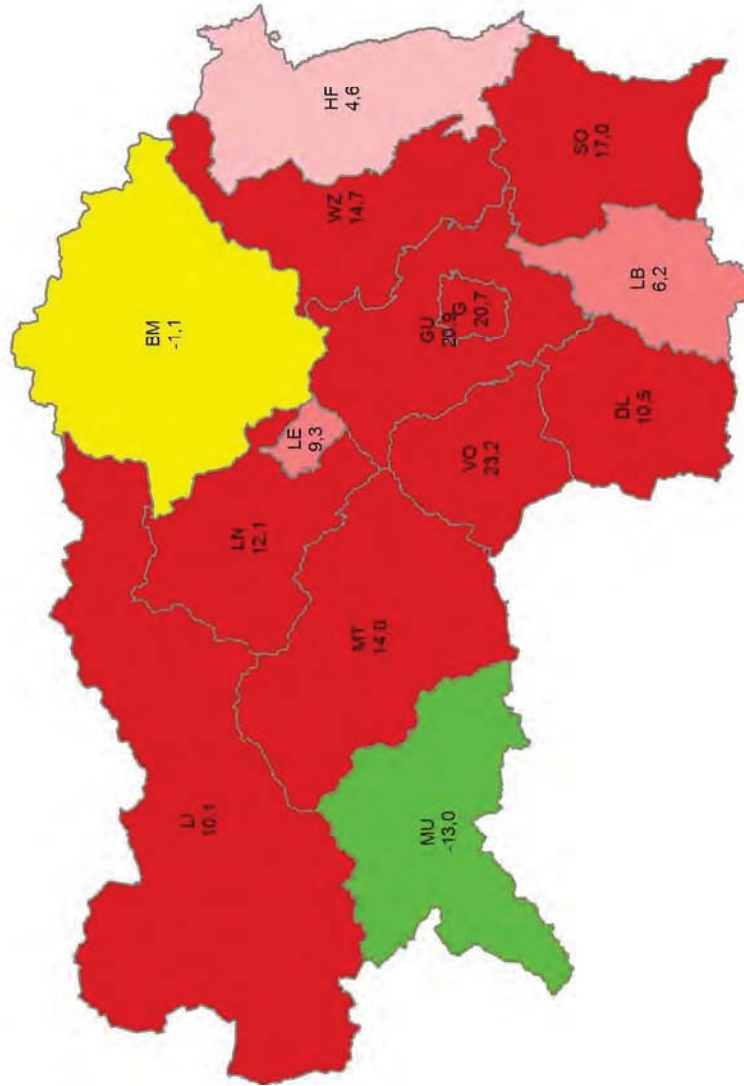 BM
-1,1
LI
10,1
LN
12,1
LE
9,3
WZ
14,7
HF
4,6
MT
14,0
MU
-13,0
GU
20,9
G
20,7
VO
23,2
SO
17,0
DL
10,5
LB
6,2